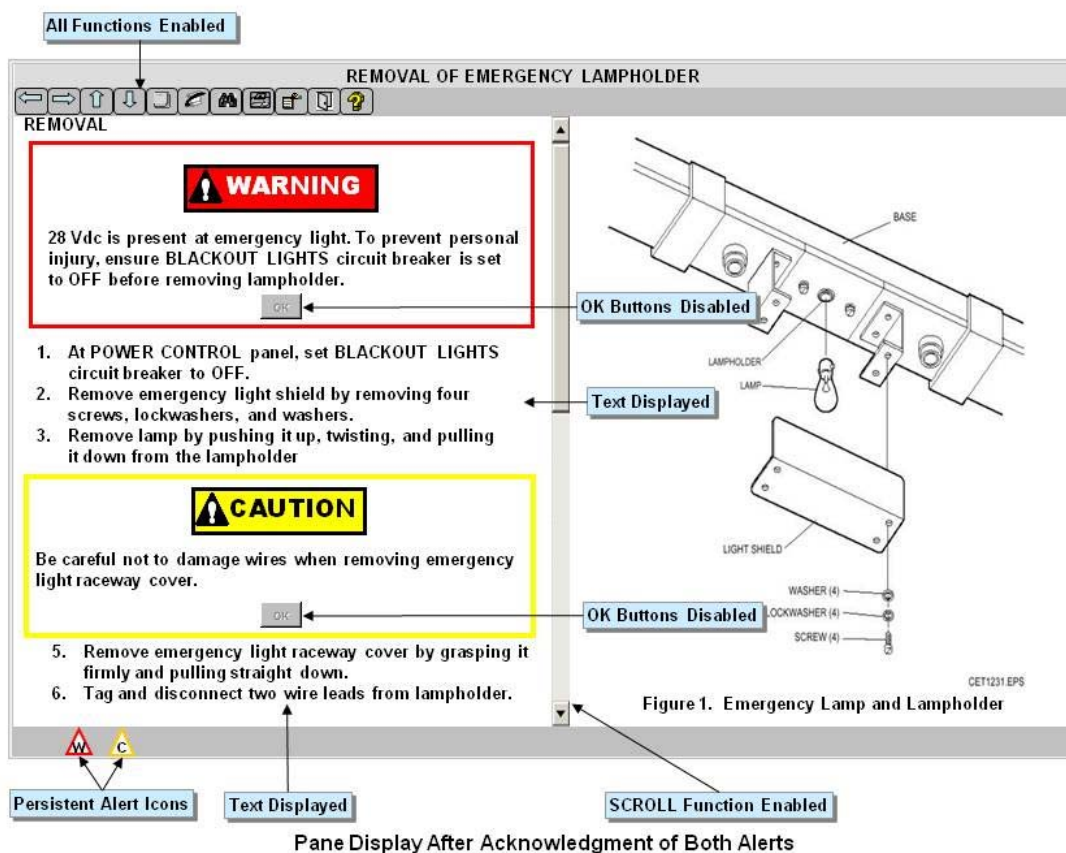 All Functions Enabled
REMOVAL OF EMERGENCY LAMPHOLDER
REMOVAL
WARNING
28 Vdc is present at emergency light. To prevent personal
injury, ensure BLACKOUT LIGHTS circuit breaker is set
to OFF before removing lampholder.
OK
OK Buttons Disabled
1. At POWER CONTROL panel, set BLACKOUT LIGHTS
circuit breaker to OFF.
2. Remove emergency light shield by removing four
screws, lockwashers, and washers.
3. Remove lamp by pushing it up, twisting, and pulling
it down from the lampholder
Text Displayed
CAUTION
Be careful not to damage wires when removing emergency
light raceway cover.
OK
OK Buttons Disabled
5. Remove emergency light raceway cover by grasping it
firmly and pulling straight down.
6. Tag and disconnect two wire leads from lampholder.
BASE
LAMPHOLDER
LAMP
LIGHT SHIELD
WASHER (4)
LOCKWASHER (4)
SCREW (4)
CET1231.EPS
Figure 1. Emergency Lamp and Lampholder
W
C
Persistent Alert Icons
Text Displayed
SCROLL Function Enabled
Pane Display After Acknowledgment of Both Alerts